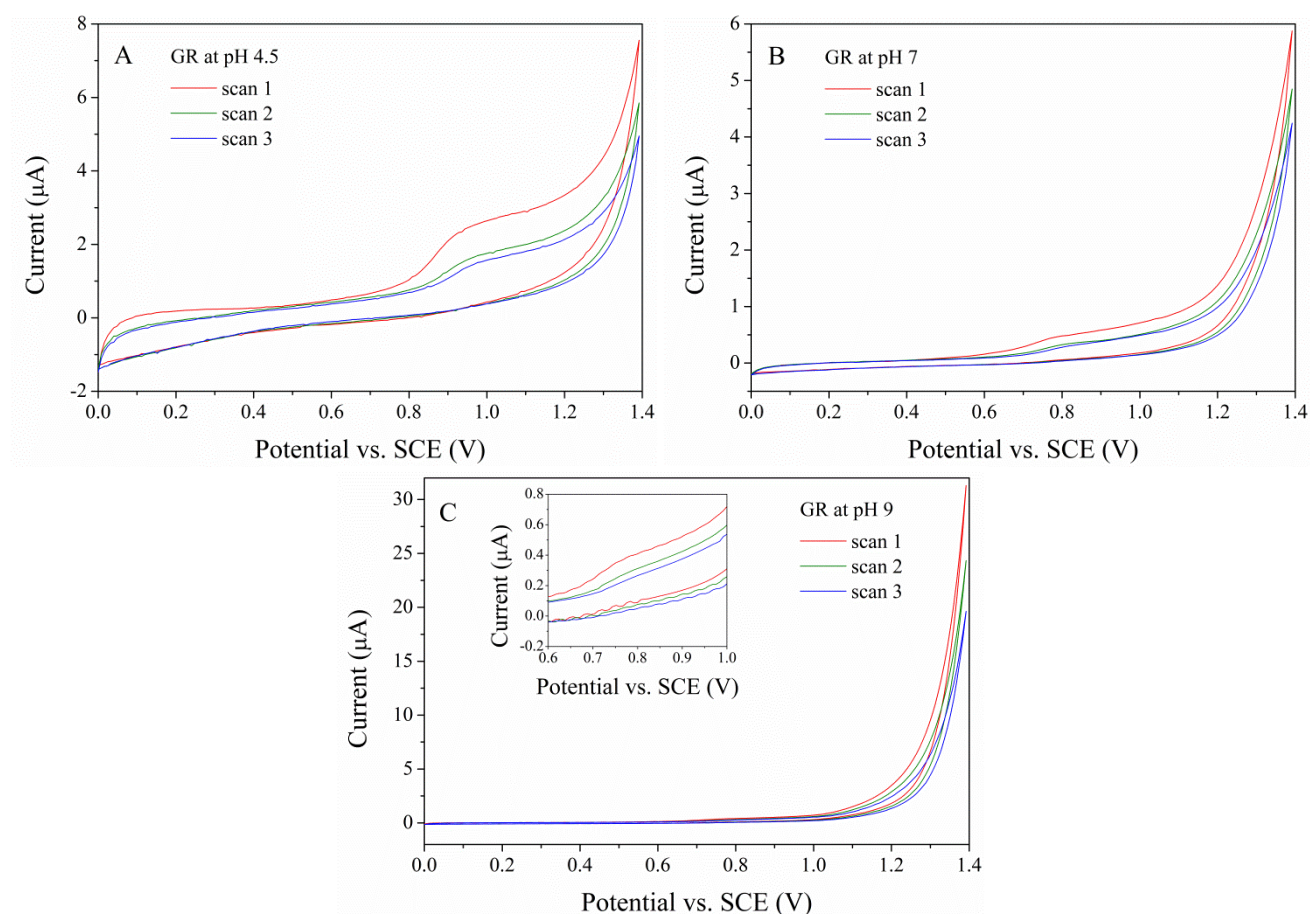 A
GR at pH 4.5
scan 1
scan 2
scan 3
8
6
4
2
0
-2
0.0 0.2 0.4 0.6 0.8 1.0 1.2 1.4
Current (μA)
Potential vs. SCE (V)
B
GR at pH 7
scan 1
scan 2
scan 3
6
5
4
3
2
1
0
0.0 0.2 0.4 0.6 0.8 1.0 1.2 1.4
Current (μA)
Potential vs. SCE (V)
C
GR at pH 9
scan 1
scan 2
scan 3
30
25
20
15
10
5
0
0.0 0.2 0.4 0.6 0.8 1.0 1.2 1.4
Current (μA)
Potential vs. SCE (V)
0.8
0.6
0.4
0.2
0.0
-0.2
0.6 0.7 0.8 0.9 1.0
Current (μA)
Potential vs. SCE (V)